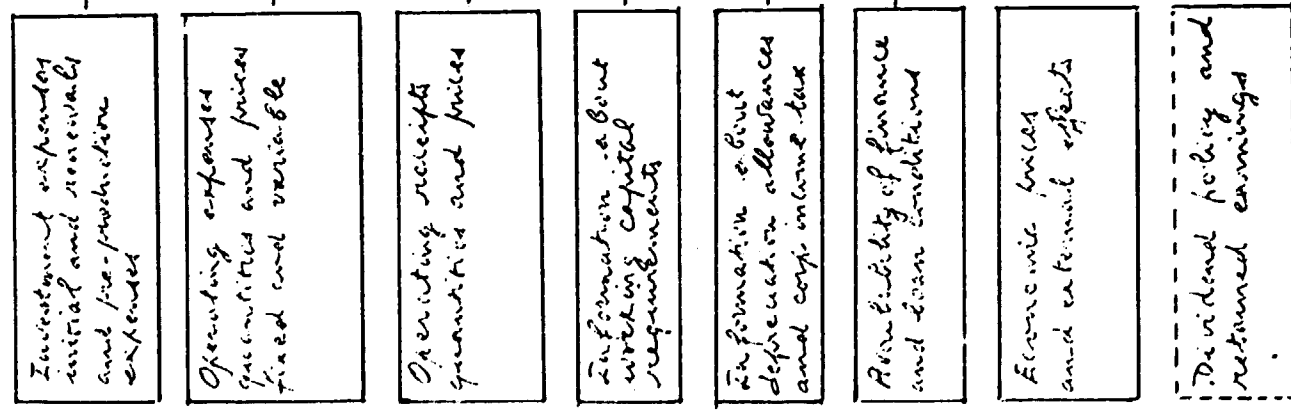 Investment expenses
initial and renewals
and pre-production
expenses
Operating expenses
quantities and prices
fixed and variable
Operating receipts
quantities and prices
Information about
working capital
requirements
Information about
depreciation allowances
and corp income tax
Availability of finance
and loan conditions
Economic prices
and external effects
Dividend policy and
retained earnings